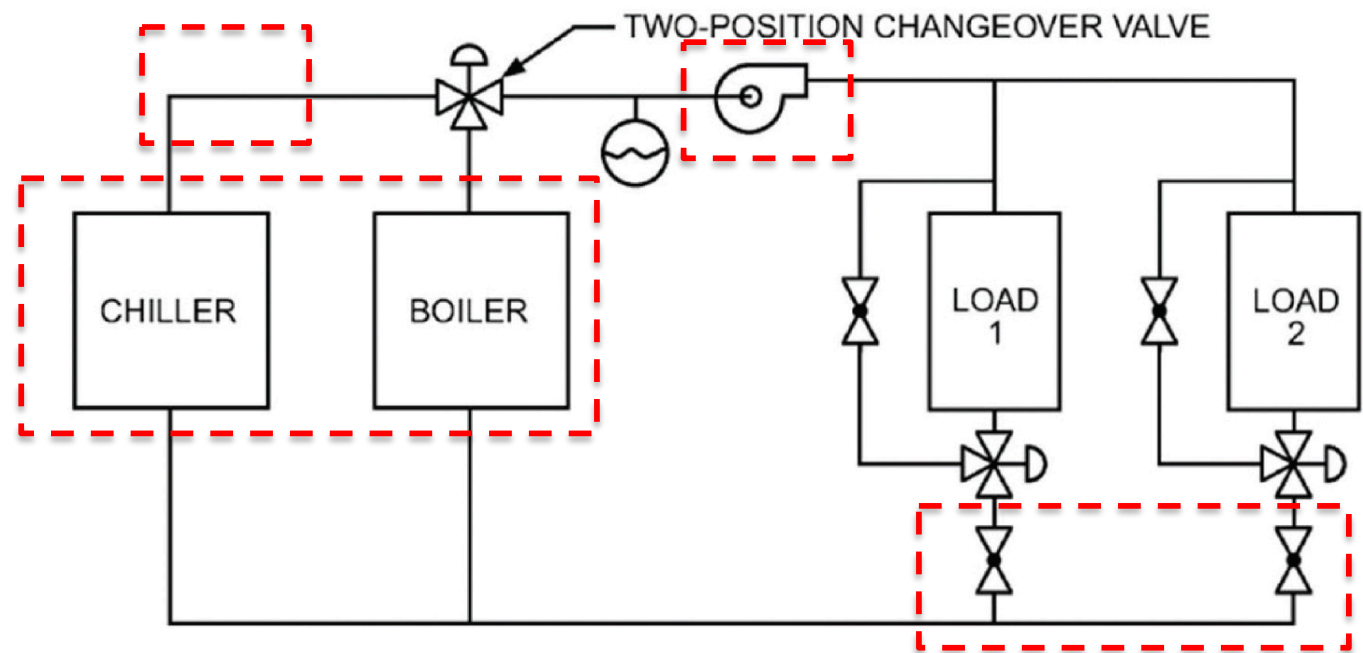 TWO-POSITION CHANGEOVER VALVE
CHILLER
BOILER
LOAD
1
LOAD
2